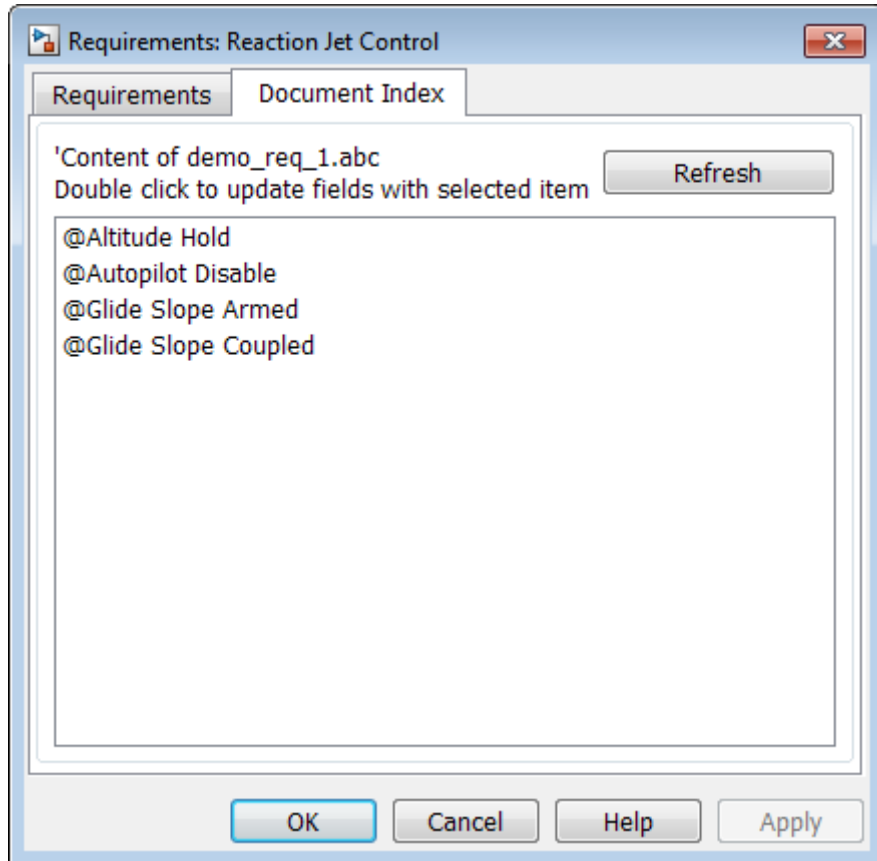 Requirements: Reaction Jet Control
Requirements
Document Index
'Content of demo_req_1.abc
Double click to update fields with selected item
Refresh
@Altitude Hold
@Autopilot Disable
@Glide Slope Armed
@Glide Slope Coupled
OK
Cancel
Help
Apply